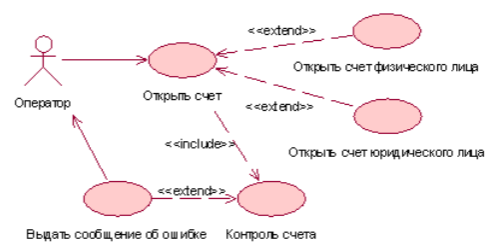 <<extend>>
Открыть счет физического лица
Оператор
Открыть счет
<<extend>>
<<include>>
Открыть счет юридического лица
<<extend>>
Выдать сообщение об ошибке
Контроль счета